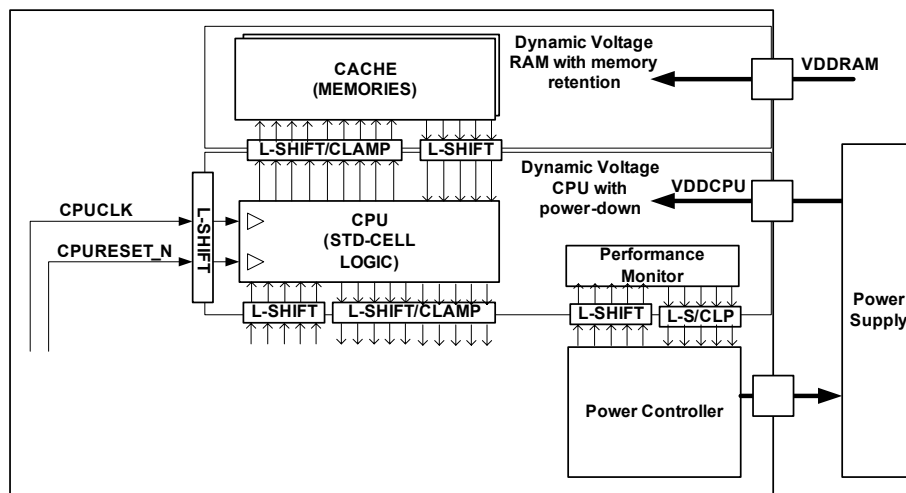 CACHE
(MEMORIES)
Dynamic Voltage
RAM with memory
retention
VDDRAM
L-SHIFT/CLAMP
L-SHIFT
Dynamic Voltage
CPU with
power-down
VDDCPU
CPUCLK
CPURESET_N
L-SHIFT
CPU
(STD-CELL
LOGIC)
Performance
Monitor
L-SHIFT
L-SHIFT/CLAMP
L-SHIFT
L-S/CLP
Power
Supply
Power Controller